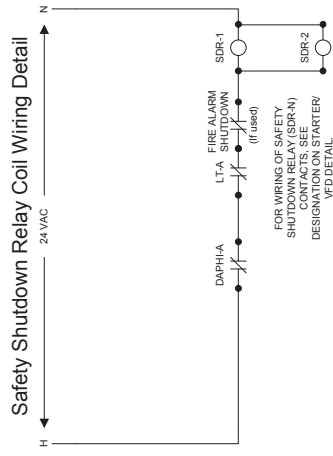 Safety Shutdown Relay Coil Wiring Detail
H
24 VAC
N
DAPHI-A
LT-A
FIRE ALARM
SHUTDOWN
(If used)
SDR-1
SDR-2
FOR WIRING OF SAFETY
SHUTDOWN RELAY (SDR-N)
CONTACTS, SEE
DESIGNATION ON STARTER/
VFD DETAIL